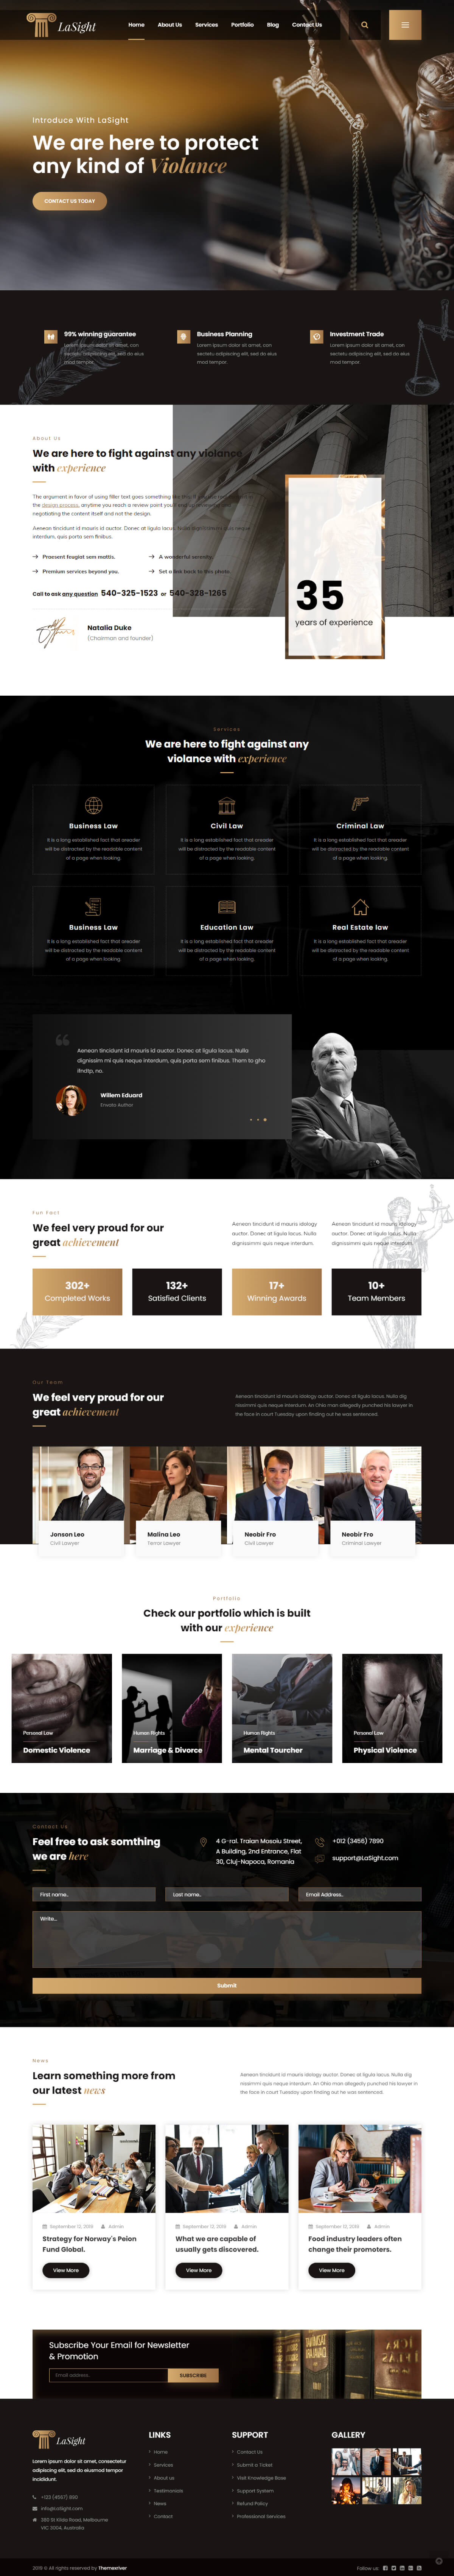 LaSight
Home
About Us
Services
Portfolio
Blog
Contact Us
Introduce With LaSight
We are here to protect
any kind of Violance
CONTACT US TODAY
99% winning guarantee
Lorem ipsum dolor sit amet, con
sectetu adipiscing elit, sed do eius
mod tempor
Business Planning
Lorem ipsum dolor sit amet, con
sectetu adipiscing elit, sed do eius
mod tempor
Investment Trade
Lorem ipsum dolor sit amet, con
sectetu adipiscing elit, sed do eius
mod tempor
About Us
We are here to fight against any violance
with experience
The argument in favor of using filler text goes something like this: If you use
the design process, anytime you reach a review point you
negotiating the content itself and not the design.
Aenean tincidunt id mauris id auctor. Donec at ligula lacus. Nulla dignissim mi quis neque
interdum, quis porta sem finibus.
Praesent feugiat sem mattis.
A wonderful serenity.
Premium services beyond you.
Set a link back to this photo.
Call to ask any question 540-325-1523 or 540-328-1265
35
years of experience
Natalia Duke
(Chairman and founder)
Services
We are here to fight against any
violance with experience
Business Law
It is a long established fact that areader
will be distracted by the readable content
of a page when looking.
Civil Law
It is a long established fact that areader
will be distracted by the readable content
of a page when looking.
Criminal Law
It is a long established fact that areader
will be distracted by the readable content
of a page when looking.
Business Law
It is a long established fact that areader
will be distracted by the readable content
of a page when looking.
Education Law
It is a long established fact that areader
will be distracted by the readable content
of a page when looking.
Real Estate law
It is a long established fact that areader
will be distracted by the readable content
of a page when looking.
Aenean tincidunt id mauris id auctor. Donec at ligula lacus. Nulla
dignissim mi quis neque interdum, quis porta sem finibus. Them to gho
ifndtp, no.
Willem Eduard
Envato Author
Fun Fact
We feel very proud for our
great achievement
Aenean tincidunt id mauris idology
auctor. Donec at ligula lacus. Nulla
dignissimmi quis neque interdum.
Aenean tincidunt id mauris idology
auctor. Donec at ligula lacus. Nulla
dignissimmi quis neque interdum.
302+
Completed Works
132+
Satisfied Clients
17+
Winning Awards
10+
Team Members
Our Team
We feel very proud for our
great achievement
Aenean tincidunt id mauris idology auctor. Donec at ligula lacus. Nulla dig
nissimmi quis neque interdum. An Ohio man allegedly punched his lawyer in
the face in court Tuesday upon finding out he was sentenced.
Jonson Leo
Civil Lawyer
Malina Leo
Terror Lawyer
Neobir Fro
Civil Lawyer
Neobir Fro
Criminal Lawyer
Portfolio
Check our portfolio which is built
with our experience
Personal Law
Domestic Violence
Human Rights
Marriage & Divorce
Human Rights
Mental Tourcher
Personal Law
Physical Violence
Contact Us
Feel free to ask somthing
we are here
4 G-ral. Traian Mosoiu Street,
A Building, 2nd Entrance, Flat
30, Cluj-Napoca, Romania
+012 (3456) 7890
support@LaSight.com
First name..
Last name..
Email Address..
Write...
Submit
News
Learn something more from
our latest news
Aenean tincidunt id mauris idology auctor. Donec at ligula lacus. Nulla dig
nissimmi quis neque interdum. An Ohio man allegedly punched his lawyer in
the face in court Tuesday upon finding out he was sentenced.
September 12, 2019
Admin
Strategy for Norway's Peion
Fund Global.
View More
September 12, 2019
Admin
What we are capable of
usually gets discovered.
View More
September 12, 2019
Admin
Food industry leaders often
change their promoters.
View More
Subscribe Your Email for Newsletter
& Promotion
Email address..
SUBSCRIBE
LaSight
Lorem ipsum dolor sit amet, consectetur
adipiscing elit, sed do eiusmod tempor
incididunt.
+123 (4567) 890
info@LaSight.com
380 St Kilda Road, Melbourne
VIC 3004, Australia
LINKS
Home
Services
About us
Testimonials
News
Contact
SUPPORT
Contact Us
Submit a Ticket
Visit Knowledge Base
Support System
Refund Policy
Professional Services
GALLERY
2019 © All rights reserved by Themexriver
Follow us: